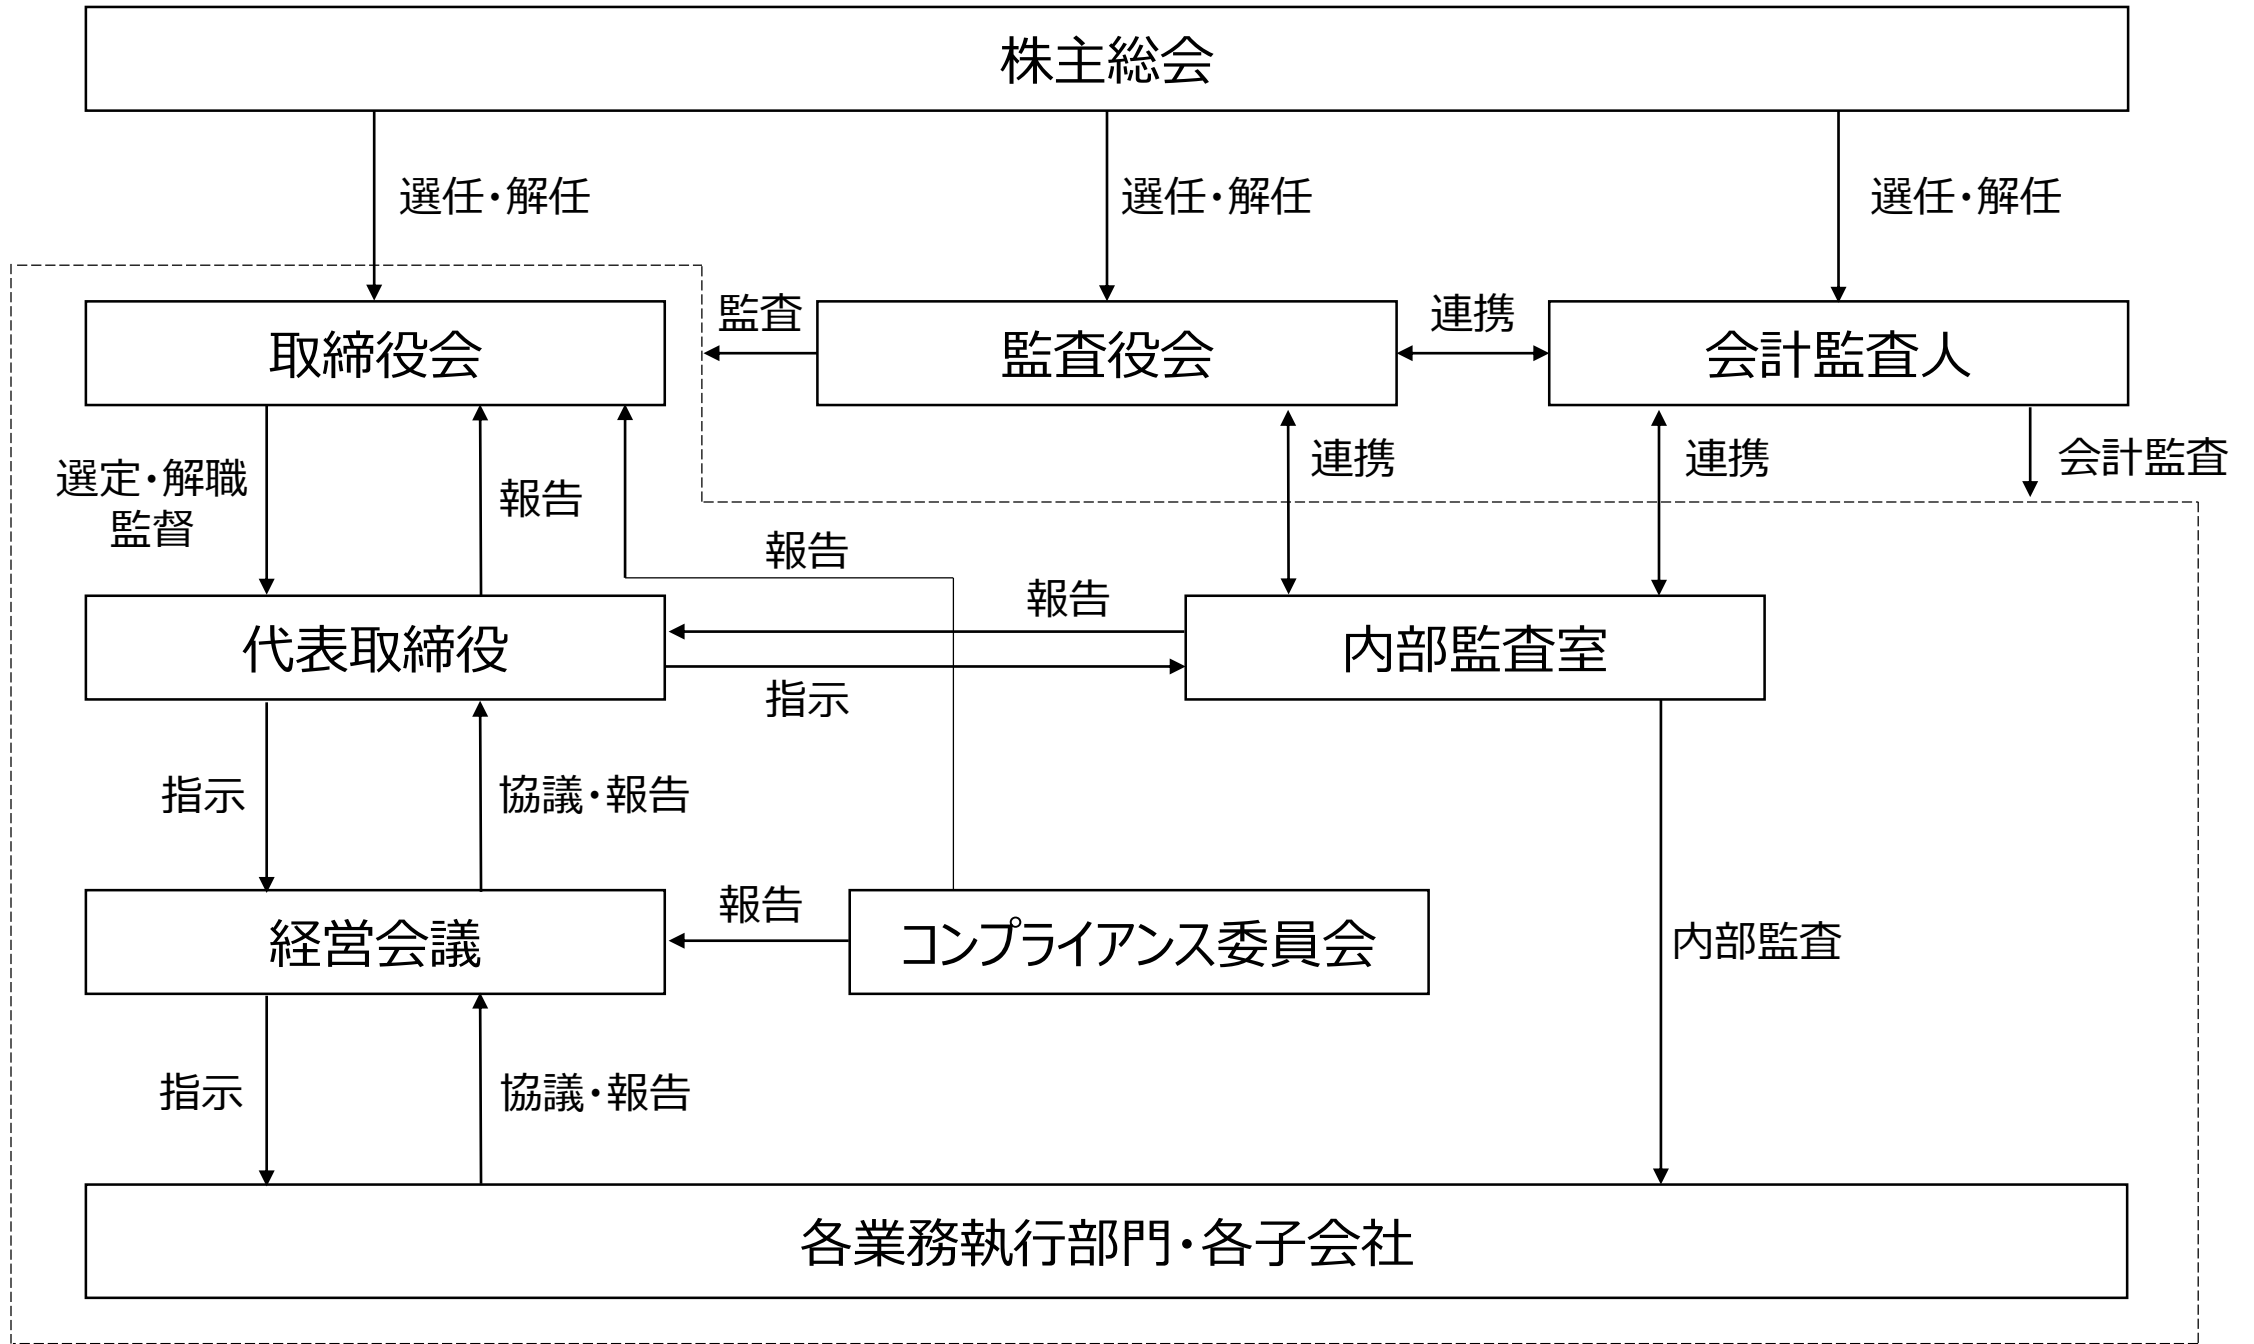 株主総会
選任・解任
選任・解任
選任・解任
取締役会
監査
監査役会
連携
会計監査人
選定・解職
監督
報告
報告
連携
連携
会計監査
代表取締役
報告
指示
内部監査室
指示
協議・報告
経営会議
報告
コンプライアンス委員会
内部監査
指示
協議・報告
各業務執行部門・各子会社